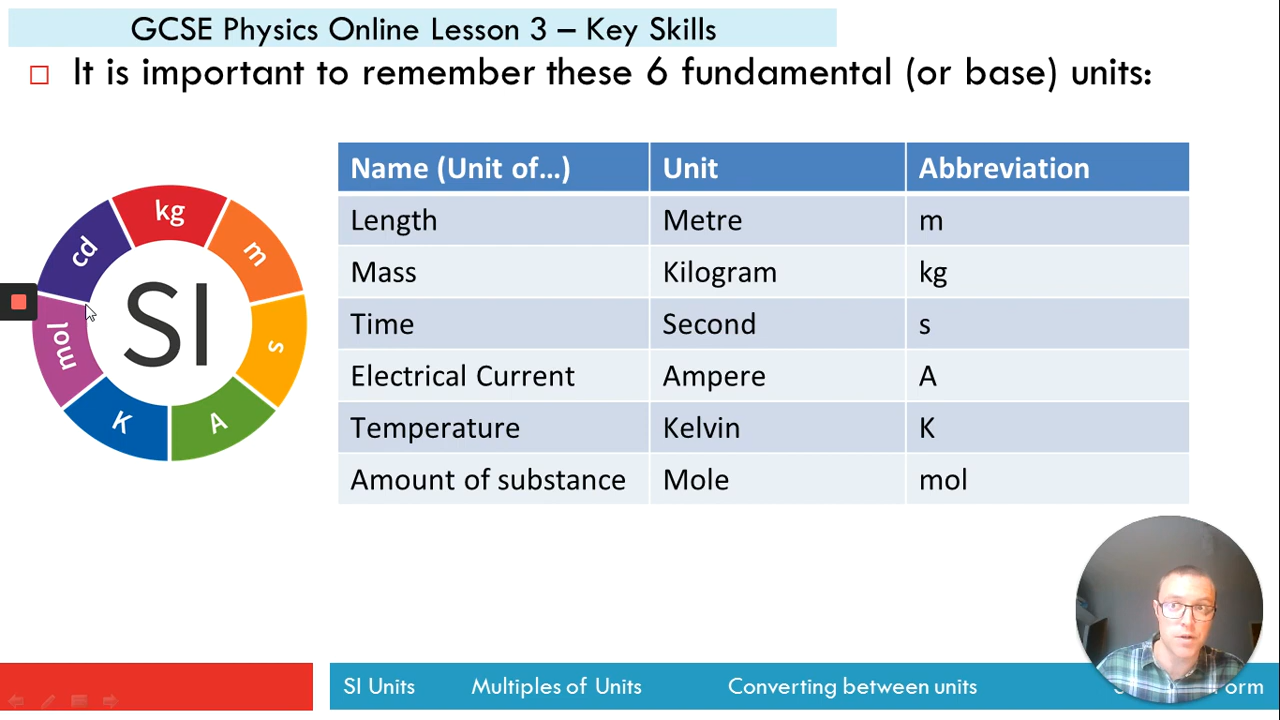 GCSE Physics Online Lesson 3 – Key Skills
It is important to remember these 6 fundamental (or base) units:
Name (Unit of…) Unit Abbreviation
Length Metre m
Mass Kilogram kg
Time Second s
Electrical Current Ampere A
Temperature Kelvin K
Amount of substance Mole mol
kg
m
s
A
K
mol
cd
SI
SI Units Multiples of Units Converting between units